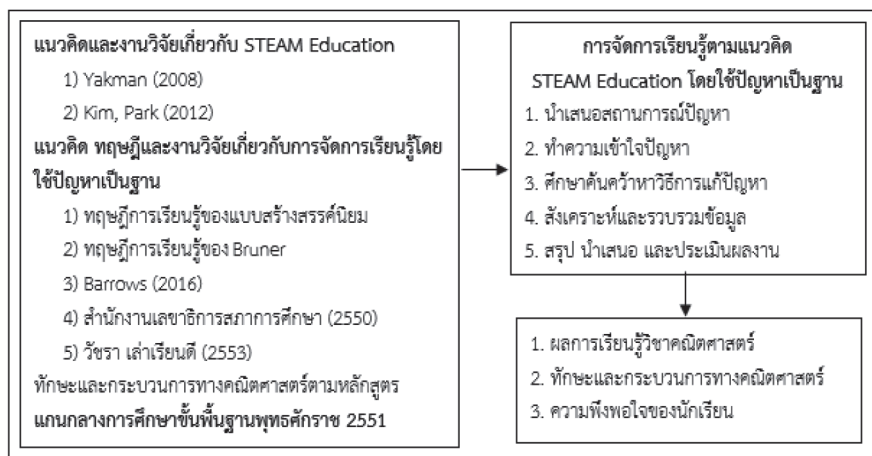 แนวคิดและงานวิจัยเกี่ยวกับ STEAM Education
1) Yakman (2008)
2) Kim, Park (2012)
แนวคิด ทฤษฎีและงานวิจัยเกี่ยวกับการจัดการเรียนรู้โดย
ใช้ปัญหาเป็นฐาน
1) ทฤษฎีการเรียนรู้ของแบบสร้างสรรค์นิยม
2) ทฤษฎีการเรียนรู้ของ Bruner
3) Barrows (2016)
4) สำนักงานเลขาธิการสภาการศึกษา (2550)
5) วัชรา เล่าเรียนดี (2553)
ทักษะและกระบวนการทางคณิตศาสตร์ตามหลักสูตร
แกนกลางการศึกษาขั้นพื้นฐานพุทธศักราช 2551
การจัดการเรียนรู้ตามแนวคิด
STEAM Education โดยใช้ปัญหาเป็นฐาน
1. นำเสนอสถานการณ์ปัญหา
2. ทำความเข้าใจปัญหา
3. ศึกษาค้นคว้าหาวิธีการแก้ปัญหา
4. สังเคราะห์และรวบรวมข้อมูล
5. สรุป นำเสนอ และประเมินผลงาน
1. ผลการเรียนรู้วิชาคณิตศาสตร์
2. ทักษะและกระบวนการทางคณิตศาสตร์
3. ความพึงพอใจของนักเรียน